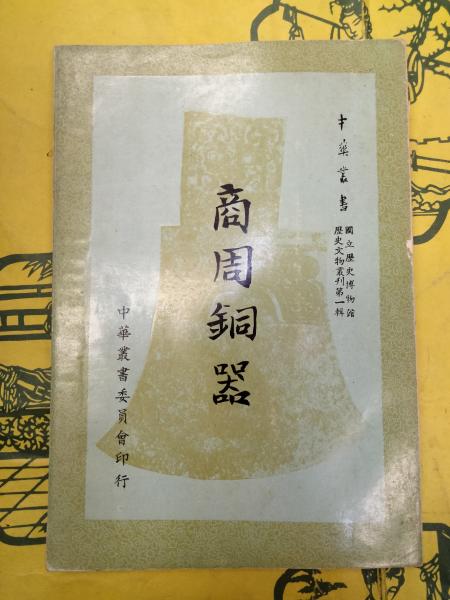 中華叢書
國立歷史博物館
歷史文物叢刊第一輯
商周銅器
中華叢書委員會印行